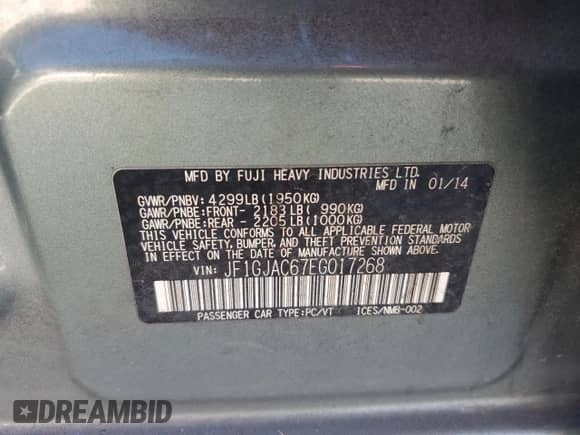 MFD BY FUJI HEAVY INDUSTRIES LTD.
MFD IN 01/14
GVWR/PNBV: 4299LB(1950KG)
GAWR/PNBE:FRONT- 2183LB( 990KG)
GAWR/PNBE:REAR - 2205LB(1000KG)
THIS VEHICLE CONFORMS TO ALL APPLICABLE FEDERAL MOTOR
VEHICLE SAFETY, BUMPER, AND THEFT PREVENTION STANDARDS
IN EFFECT ON THE DATE OF MANUFACTURE SHOWN ABOVE.
VIN: JF1GJAC67EG017268
PASSENGER CAR TYPE:PC/VT ICES/NMB-002
DREAMBID